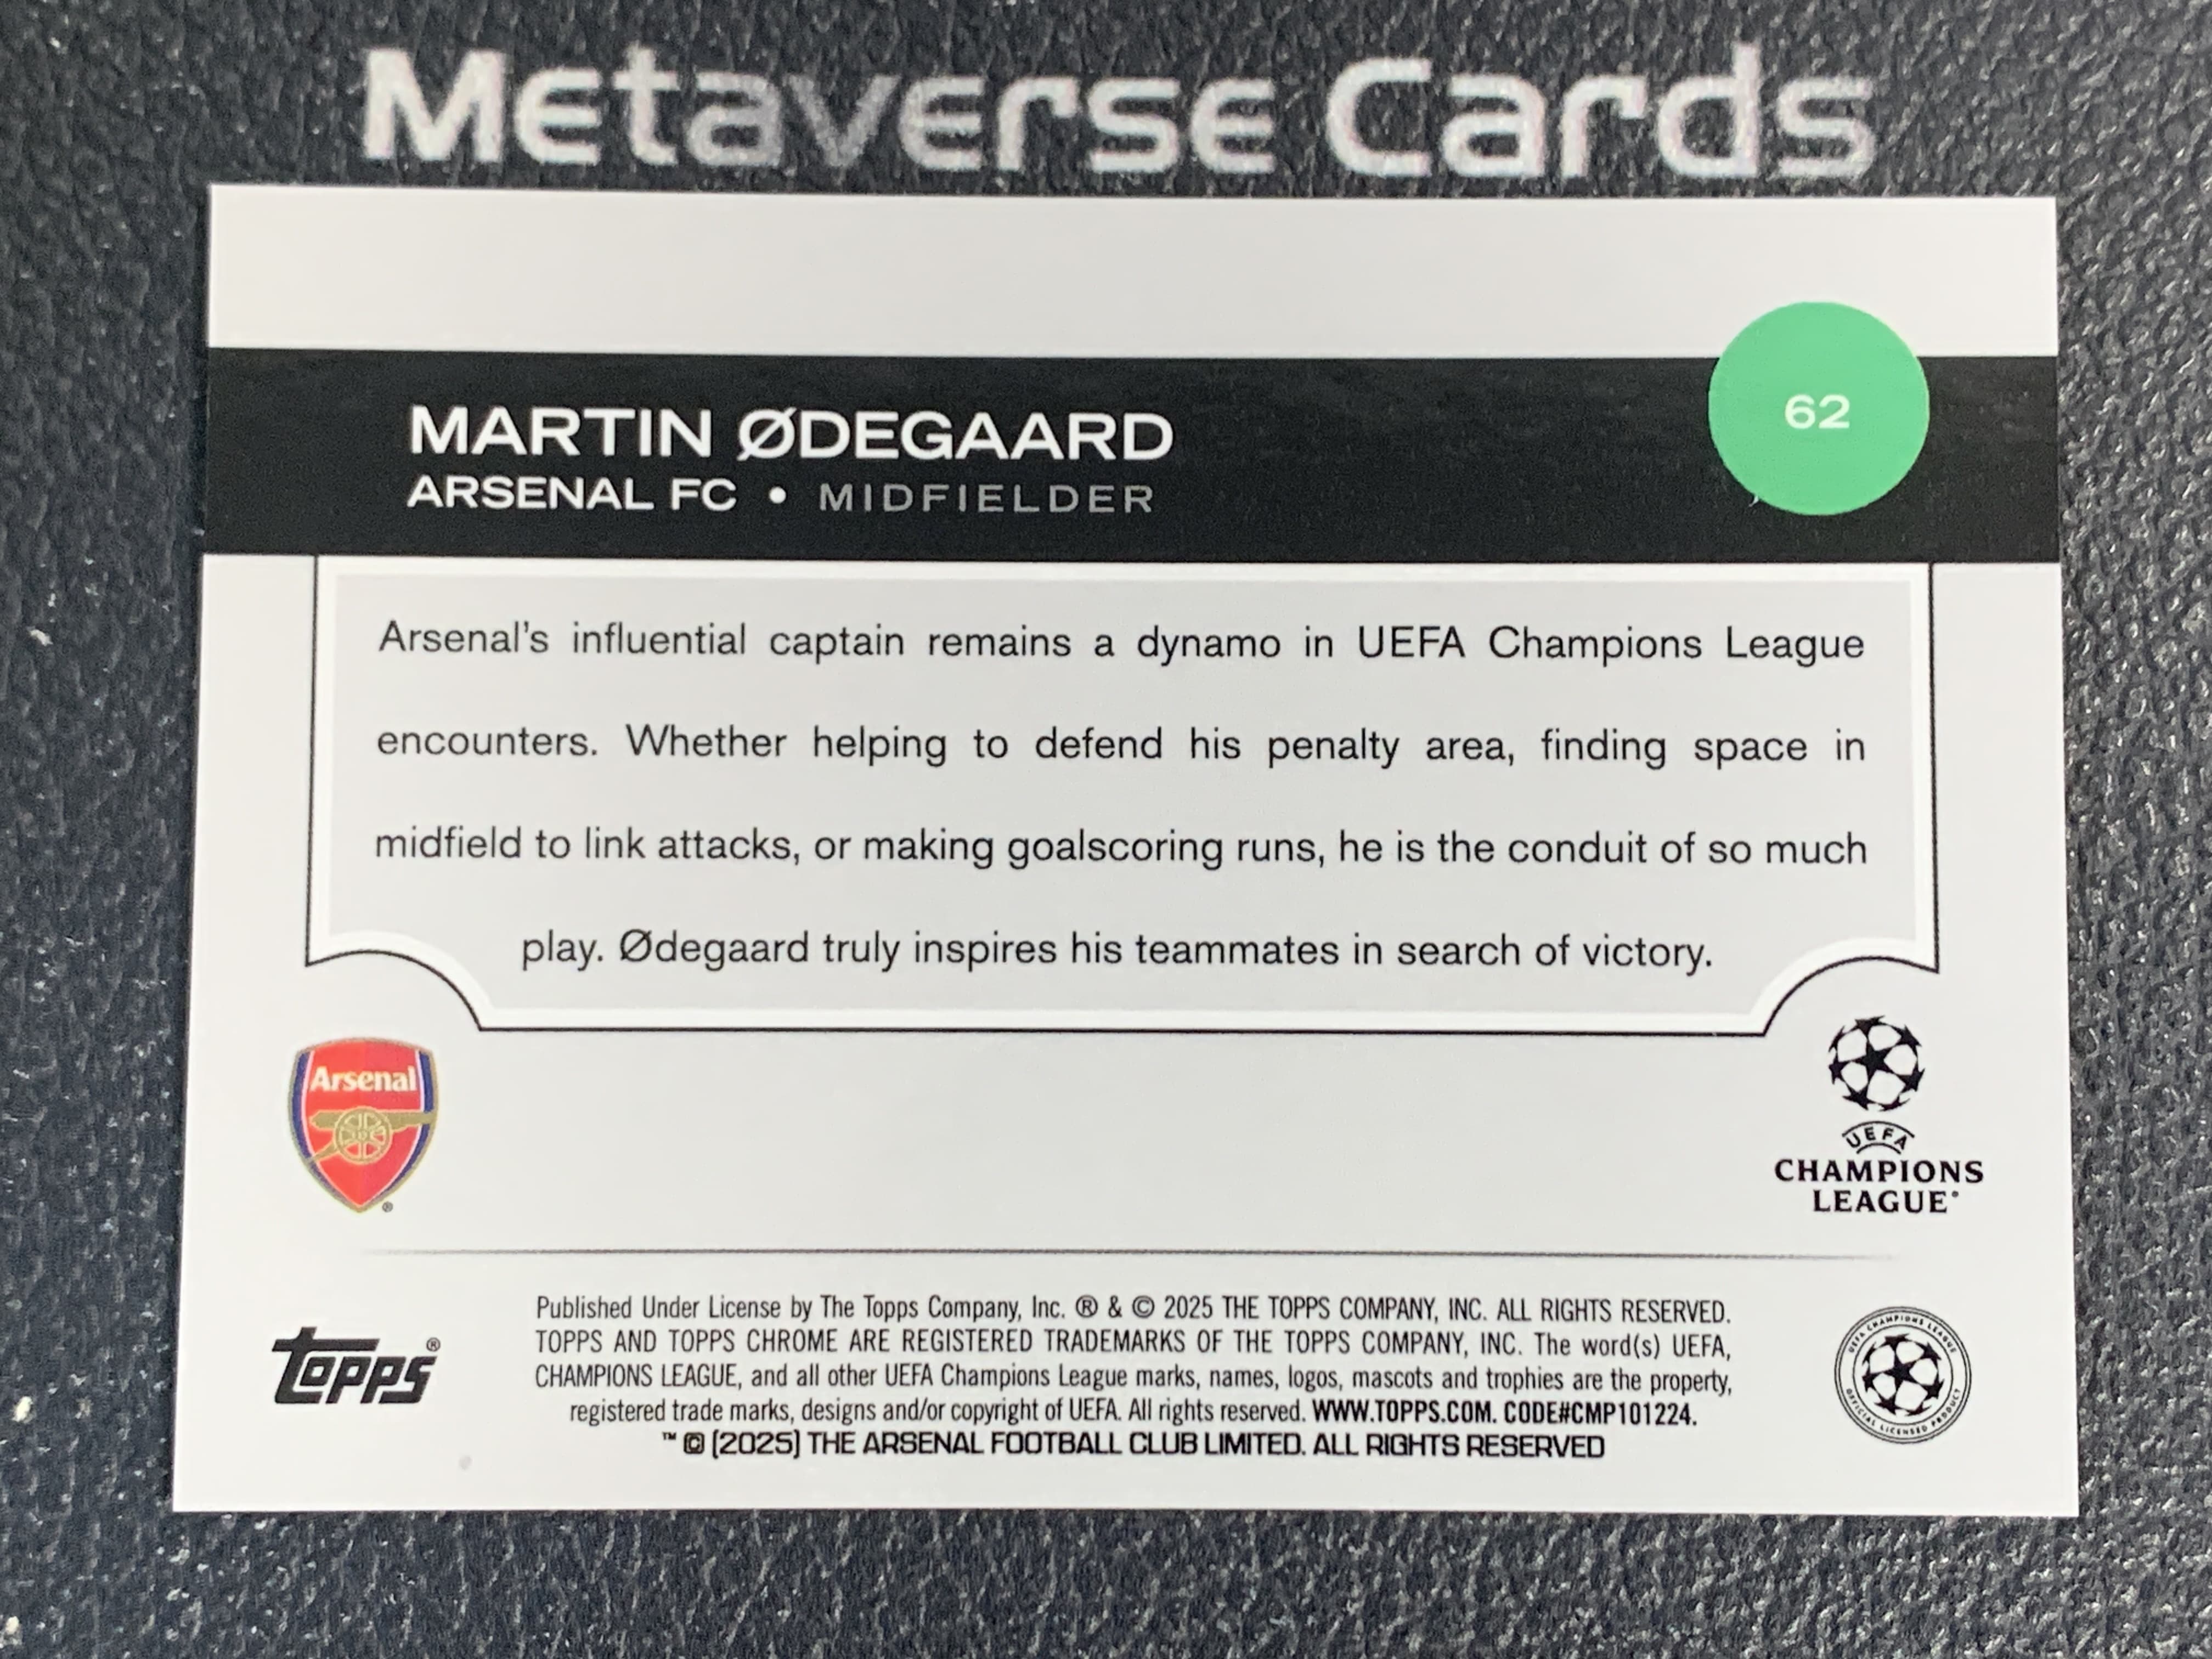 Metaverse Cards
62
MARTIN ØDEGAARD
ARSENAL FC • MIDFIELDER
Arsenal's influential captain remains a dynamo in UEFA Champions League
encounters. Whether helping to defend his penalty area, finding space in
midfield to link attacks, or making goalscoring runs, he is the conduit of so much
play. Ødegaard truly inspires his teammates in search of victory.
Arsenal
®
UEFA
CHAMPIONS
LEAGUE®
TOPPS®
Published Under License by The Topps Company, Inc. ® & © 2025 THE TOPPS COMPANY, INC. ALL RIGHTS RESERVED.
TOPPS AND TOPPS CHROME ARE REGISTERED TRADEMARKS OF THE TOPPS COMPANY, INC. The word(s) UEFA,
CHAMPIONS LEAGUE, and all other UEFA Champions League marks, names, logos, mascots and trophies are the property,
registered trade marks, designs and/or copyright of UEFA. All rights reserved. WWW.TOPPS.COM. CODE#CMP101224.
™ © [2025] THE ARSENAL FOOTBALL CLUB LIMITED. ALL RIGHTS RESERVED
UEFA CHAMPIONS LEAGUE
OFFICIAL LICENSED PRODUCT